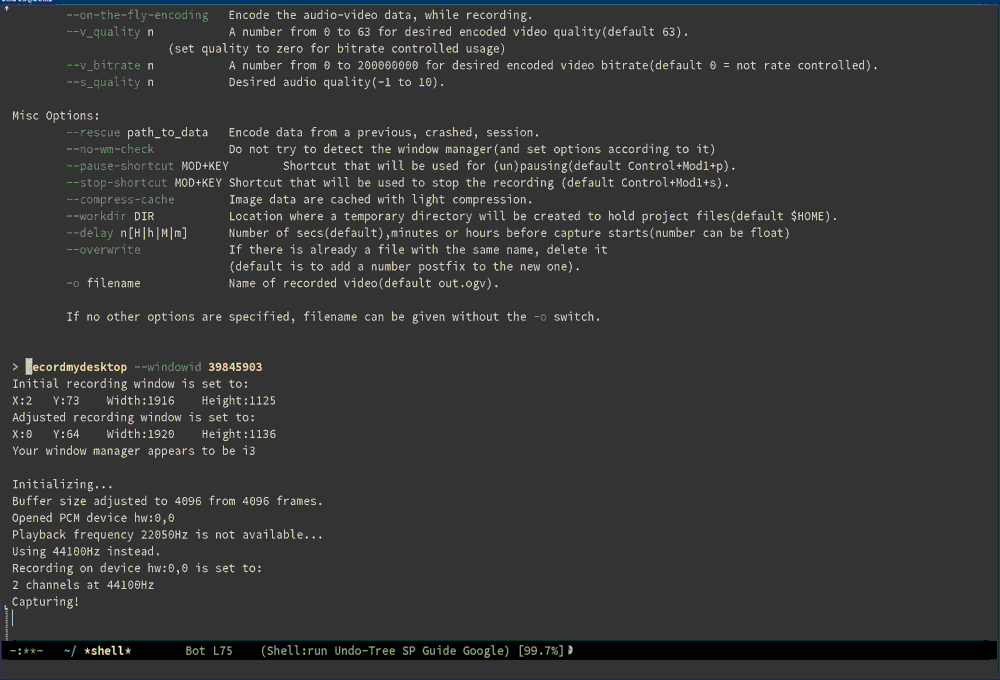 --on-the-fly-encoding Encode the audio-video data, while recording.
--v_quality n A number from 0 to 63 for desired encoded video quality(default 63).
(set quality to zero for bitrate controlled usage)
--v_bitrate n A number from 0 to 200000000 for desired encoded video bitrate(default 0 = not rate controlled).
--s_quality n Desired audio quality(-1 to 10).
Misc Options:
--rescue path_to_data Encode data from a previous, crashed, session.
--no-wm-check Do not try to detect the window manager(and set options according to it)
--pause-shortcut MOD+KEY Shortcut that will be used for (un)pausing(default Control+Mod1+p).
--stop-shortcut MOD+KEY Shortcut that will be used to stop the recording (default Control+Mod1+s).
--compress-cache Image data are cached with light compression.
--workdir DIR Location where a temporary directory will be created to hold project files(default $HOME).
--delay n[H|h|M|m] Number of secs(default),minutes or hours before capture starts(number can be float)
--overwrite If there is already a file with the same name, delete it
(default is to add a number postfix to the new one).
-o filename Name of recorded video(default out.ogv).
If no other options are specified, filename can be given without the -o switch.
> recordmydesktop --windowid 39845903
Initial recording window is set to:
X:2 Y:73 Width:1916 Height:1125
Adjusted recording window is set to:
X:0 Y:64 Width:1920 Height:1136
Your window manager appears to be i3
Initializing...
Buffer size adjusted to 4096 from 4096 frames.
Opened PCM device hw:0,0
Playback frequency 22050Hz is not available...
Using 44100Hz instead.
Recording on device hw:0,0 is set to:
2 channels at 44100Hz
Capturing!
-:**- ~/ *shell* Bot L75 (Shell:run Undo-Tree SP Guide Google) [99.7%]